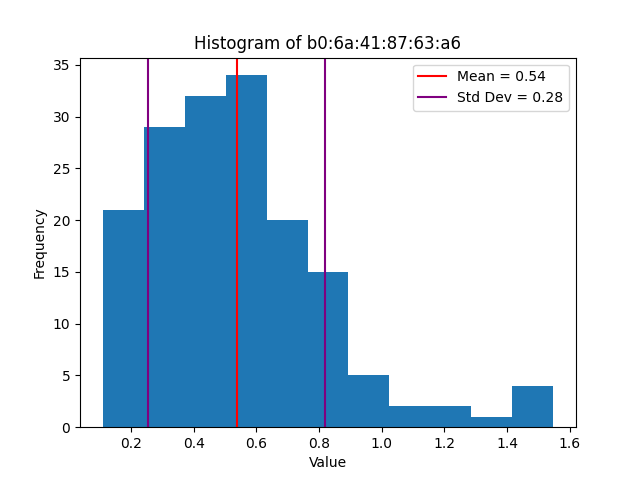 Histogram of b0:6a:41:87:63:a6
Mean = 0.54
Std Dev = 0.28
35
30
25
20
15
10
5
0
Frequency
0.2 0.4 0.6 0.8 1.0 1.2 1.4 1.6
Value